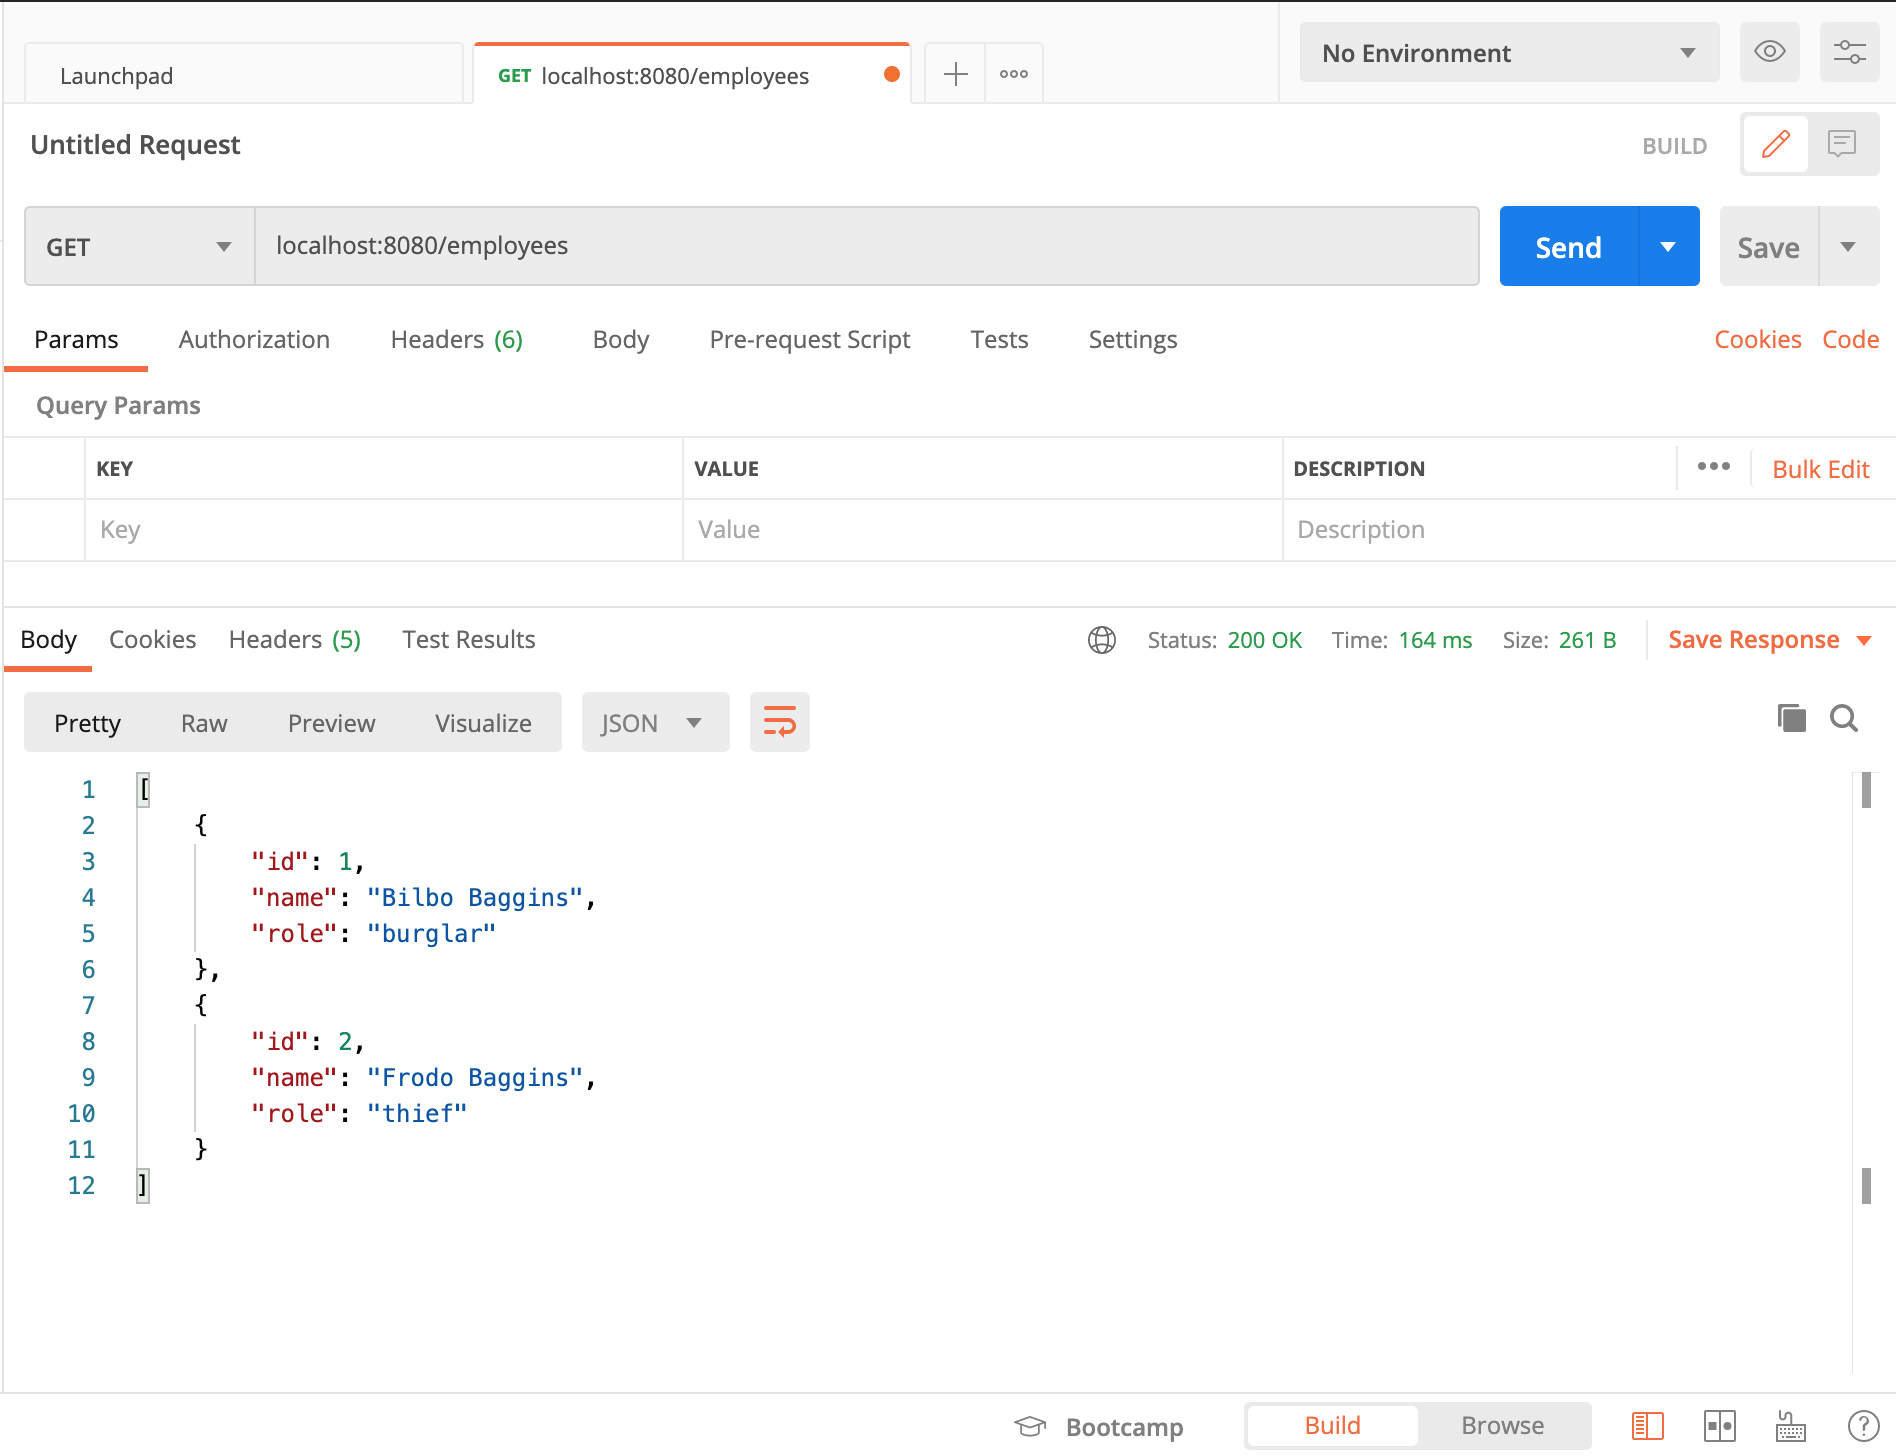 Launchpad
GET localhost:8080/employees
No Environment
Untitled Request
BUILD
GET
localhost:8080/employees
Send
Save
Params Authorization Headers (6) Body Pre-request Script Tests Settings Cookies Code
Query Params
KEY VALUE DESCRIPTION Bulk Edit
Key Value Description
Body Cookies Headers (5) Test Results Status: 200 OK Time: 164 ms Size: 261 B Save Response
Pretty Raw Preview Visualize JSON
1 [
2 {
3 "id": 1,
4 "name": "Bilbo Baggins",
5 "role": "burglar"
6 },
7 {
8 "id": 2,
9 "name": "Frodo Baggins",
10 "role": "thief"
11 }
12 ]
Bootcamp Build Browse